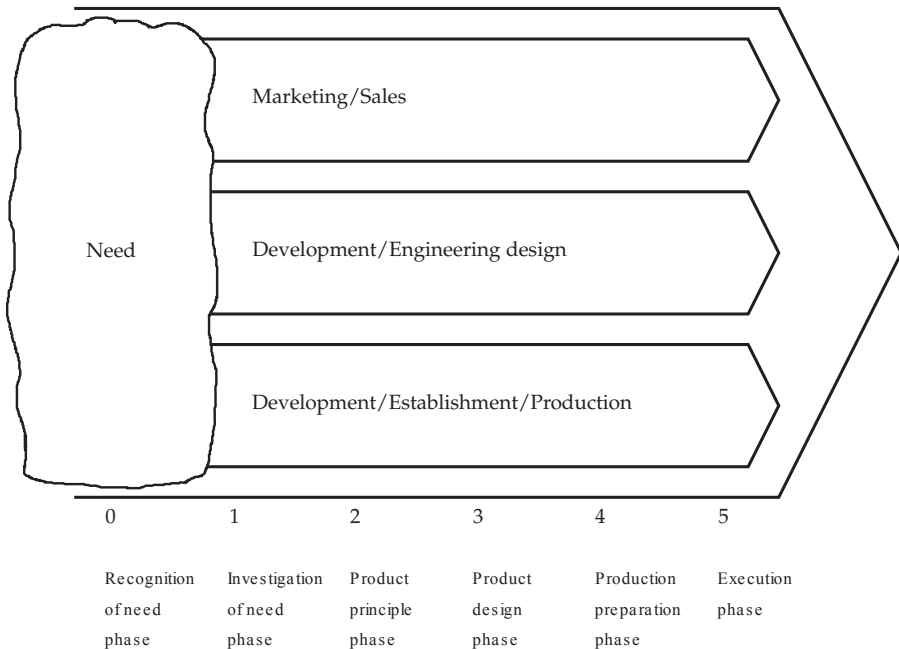 Marketing/Sales
Need
Development/Engineering design
Development/Establishment/Production
0 1 2 3 4 5
Recognition Investigation Product Product Production Execution
of need of need principle design preparation phase
phase phase phase phase phase